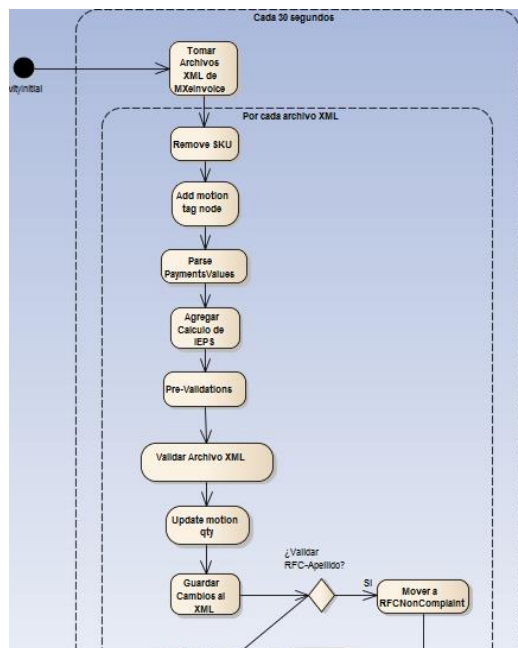 Cada 30 segundos
Tomar
Archivos
XML de
MXeInvoice
vityInitial
Por cada archivo XML
Remove SKU
Add motion
tag node
Parse
PaymentsValues
Agregar
Calculo de
IEPS
Pre-Validations
Validar Archivo XML
Update motion
qty
¿Validar
RFC-Apellido?
Guardar
Cambios al
XML
SI
Mover a
RFCNonComplaint